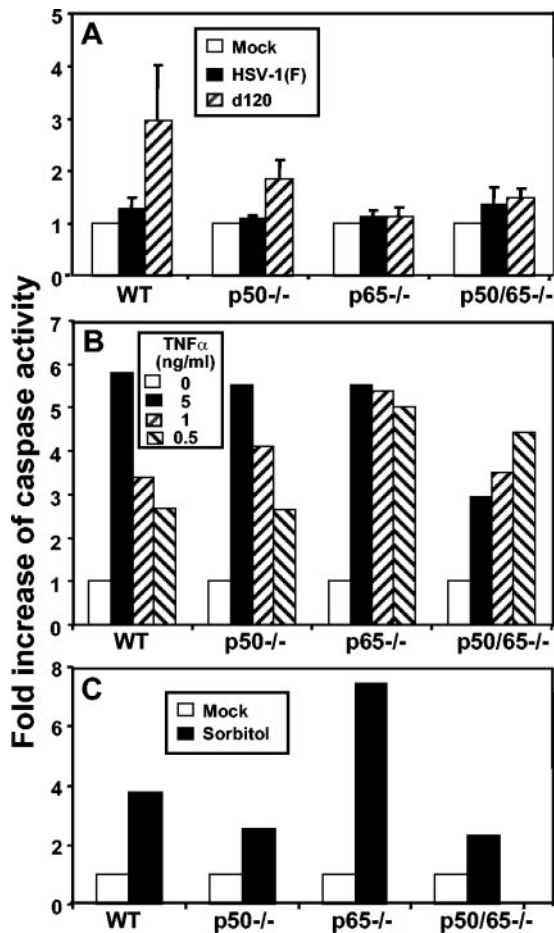 Fold increase of caspase activity
A
5
4
3
2
1
0
Mock
HSV-1(F)
d120
WT p50-/- p65-/- p50/65-/-
B
7
6
5
4
3
2
1
0
TNFα
(ng/ml)
0
5
1
0.5
WT p50-/- p65-/- p50/65-/-
C
8
6
4
2
0
Mock
Sorbitol
WT p50-/- p65-/- p50/65-/-